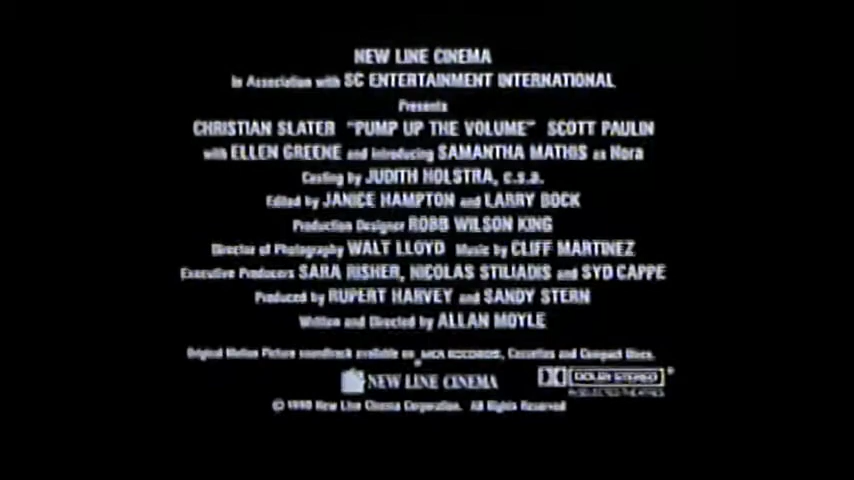 NEW LINE CINEMA
In Association with SC ENTERTAINMENT INTERNATIONAL
Presents
CHRISTIAN SLATER "PUMP UP THE VOLUME" SCOTT PAULIN
with ELLEN GREENE and introducing SAMANTHA MATHIS as Nora
Casting by JUDITH HOLSTRA, c.s.a.
Edited by JANICE HAMPTON and LARRY BOCK
Production Designer ROBB WILSON KING
Director of Photography WALT LLOYD Music by CLIFF MARTINEZ
Executive Producers SARA RISHER, NICOLAS STILIADIS and SYD CAPPE
Produced by RUPERT HARVEY and SANDY STERN
Written and Directed by ALLAN MOYLE
Original Motion Picture soundtrack available on MCA RECORDS, Cassettes and Compact Discs.
NEW LINE CINEMA
DOLBY STEREO
IN SELECTED THEATRES
© 1990 New Line Cinema Corporation. All Rights Reserved